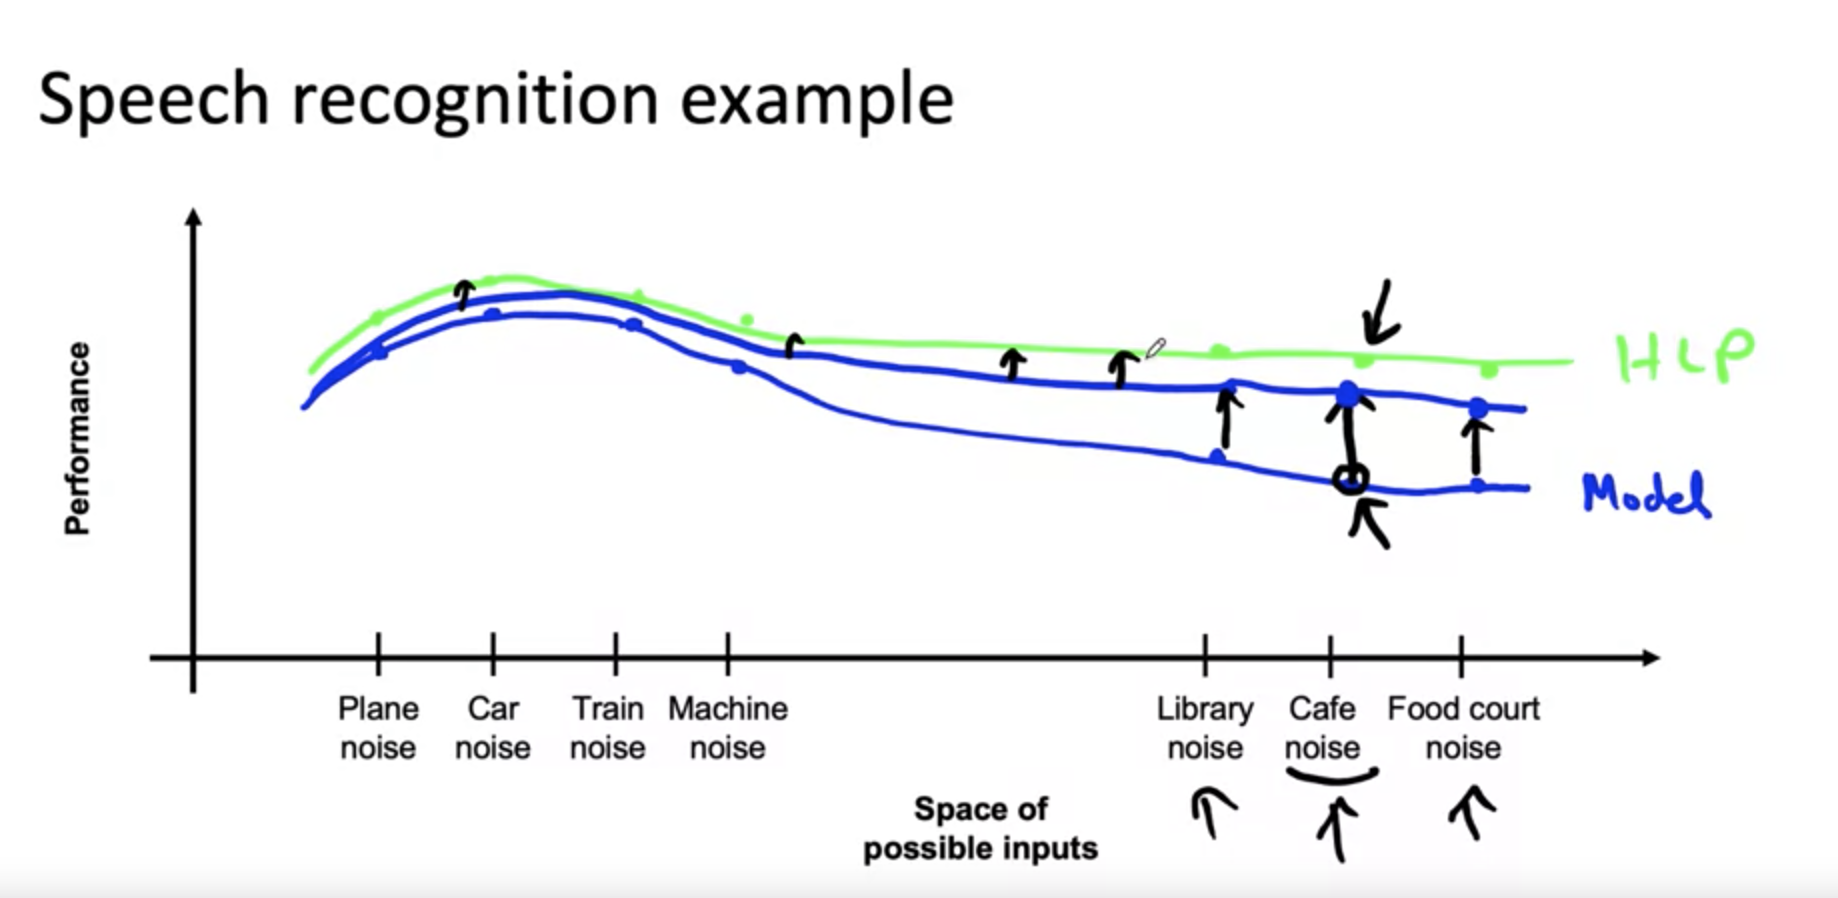 Speech recognition example
Performance
HLP
Model
Plane noise
Car noise
Train noise
Machine noise
Library noise
Cafe noise
Food court noise
Space of
possible inputs